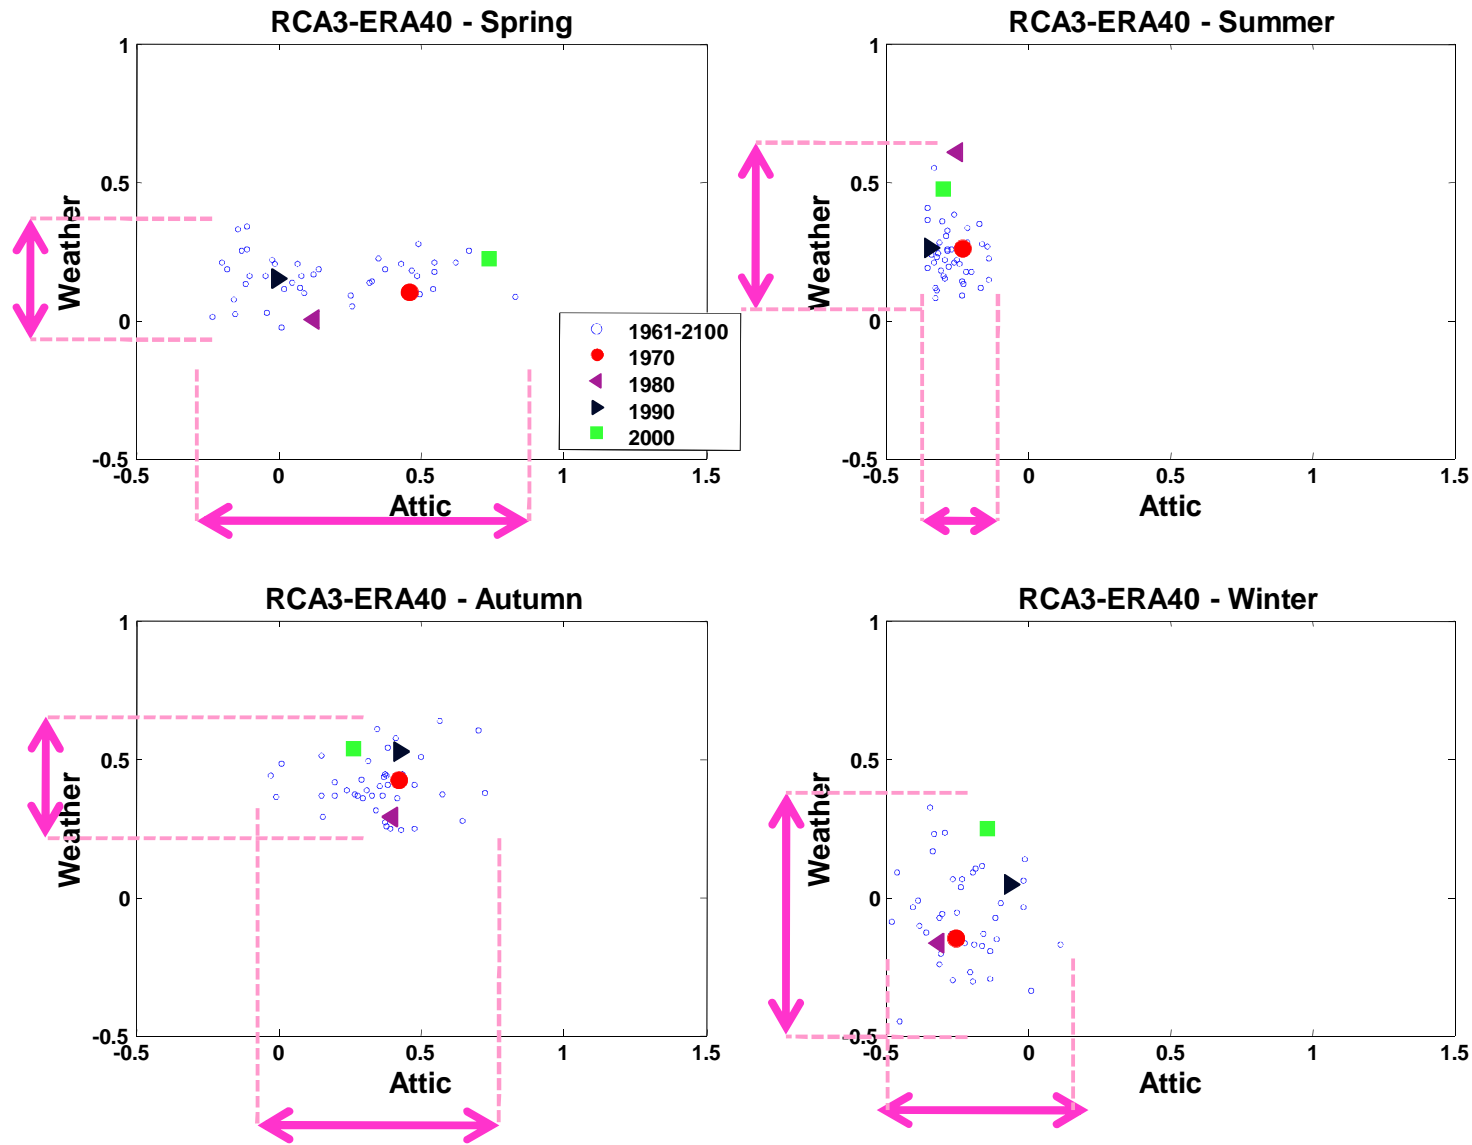 RCA3-ERA40 - Spring
1
0.5
0
-0.5
Weather
-0.5 0 0.5 1 1.5
Attic
RCA3-ERA40 - Summer
1
0.5
0
-0.5
Weather
-0.5 0 0.5 1 1.5
Attic
1961-2100
1970
1980
1990
2000
RCA3-ERA40 - Autumn
1
0.5
0
-0.5
Weather
-0.5 0 0.5 1 1.5
Attic
RCA3-ERA40 - Winter
1
0.5
0
-0.5
Weather
-0.5 0 0.5 1 1.5
Attic